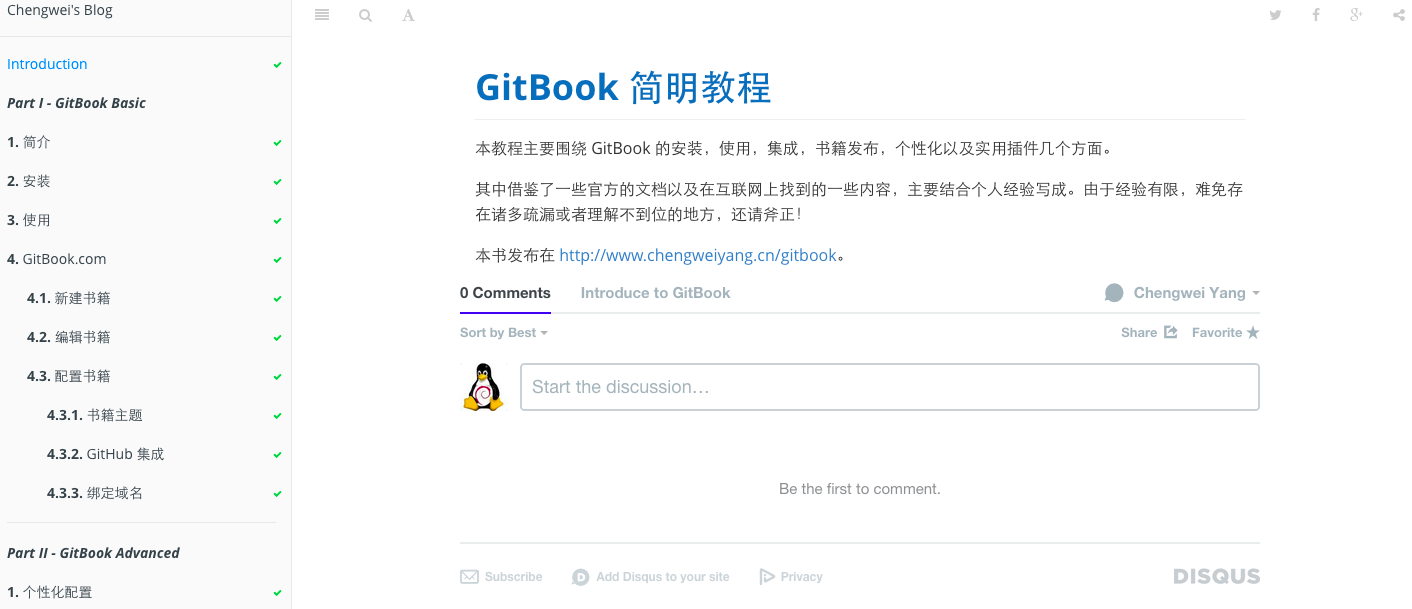 Chengwei's Blog
Introduction
Part I - GitBook Basic
1. 简介
2. 安装
3. 使用
4. GitBook.com
4.1. 新建书籍
4.2. 编辑书籍
4.3. 配置书籍
4.3.1. 书籍主题
4.3.2. GitHub 集成
4.3.3. 绑定域名
Part II - GitBook Advanced
1. 个性化配置
A
GitBook 简明教程
本教程主要围绕 GitBook 的安装，使用，集成，书籍发布，个性化以及实用插件几个方面。
其中借鉴了一些官方的文档以及在互联网上找到的一些内容，主要结合个人经验写成。由于经验有限，难免存
在诸多疏漏或者理解不到位的地方，还请斧正！
本书发布在 http://www.chengweiyang.cn/gitbook。
0 Comments Introduce to GitBook Chengwei Yang
Sort by Best Share Favorite
Start the discussion…
Be the first to comment.
Subscribe Add Disqus to your site Privacy DISQUS